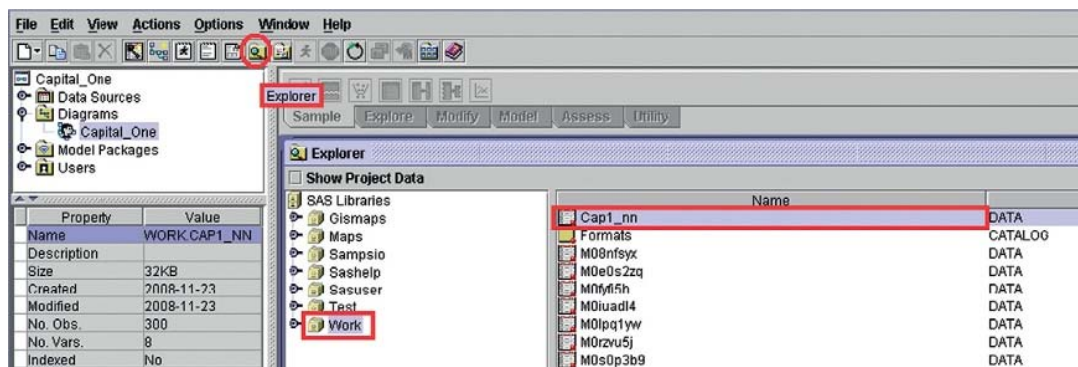 File Edit View Actions Options Window Help
Capital_One
Data Sources
Diagrams
Capital_One
Model Packages
Users
Explorer
Sample Explore Modify Model Assess Utility
Explorer
Show Project Data
SAS Libraries
Gismaps
Maps
Sampsio
Sashelp
Sasuser
Test
Work
Name
Cap1_nn DATA
Formats CATALOG
M08nfsyx DATA
M0e0s2zq DATA
M0fyfi5h DATA
M0iuadl4 DATA
M0lpq1yw DATA
M0rzvu5j DATA
M0s0p3b9 DATA
Property Value
Name WORK.CAP1_NN
Description
Size 32KB
Created 2008-11-23
Modified 2008-11-23
No. Obs. 300
No. Vars. 8
Indexed No